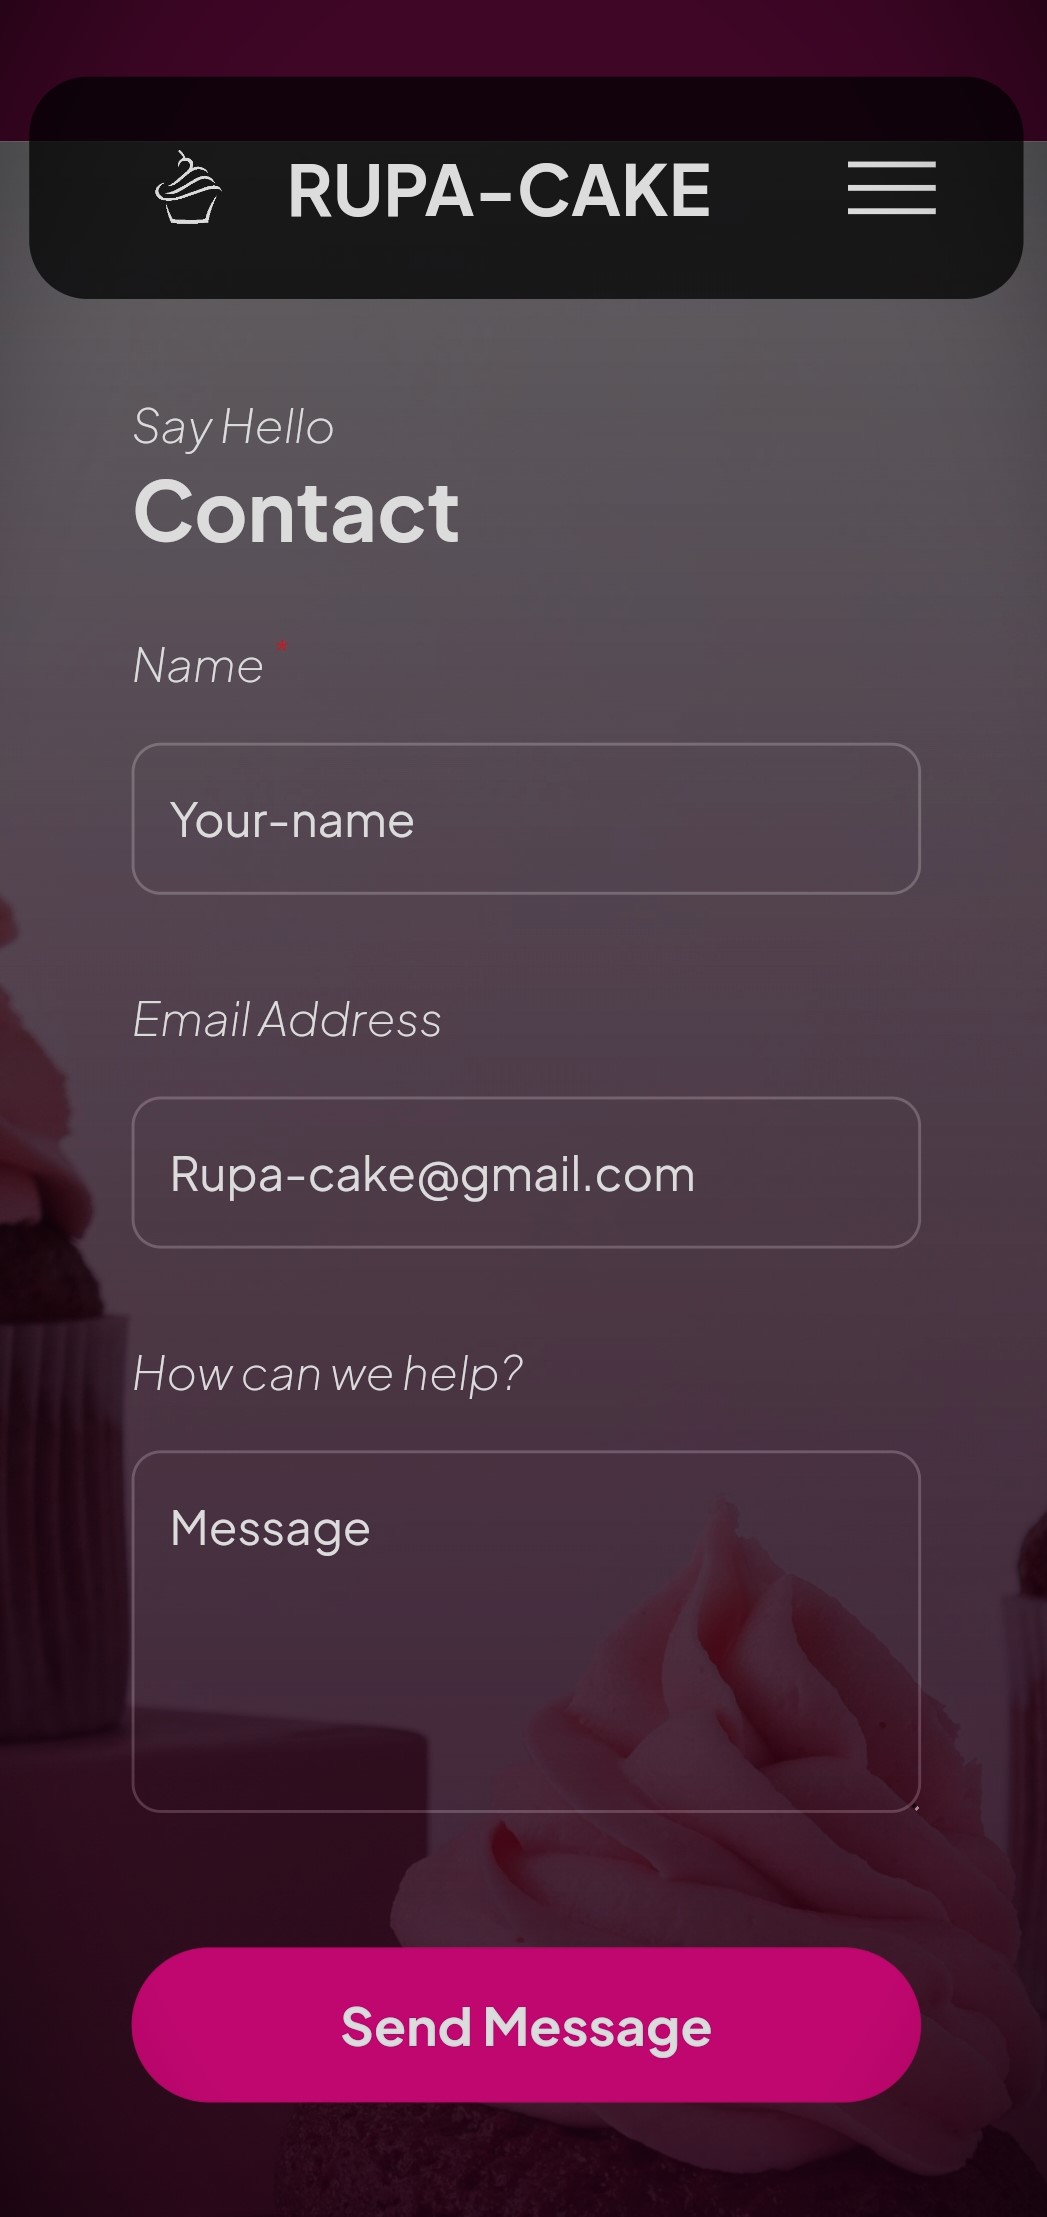 RUPA-CAKE
Say Hello
Contact
Name *
Your-name
Email Address
Rupa-cake@gmail.com
How can we help?
Message
Send Message